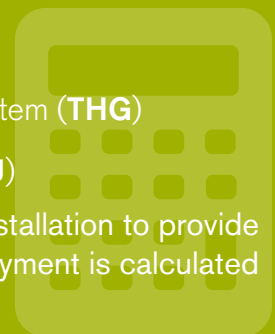 tem (THG)
)
stallation to provide
yment is calculated